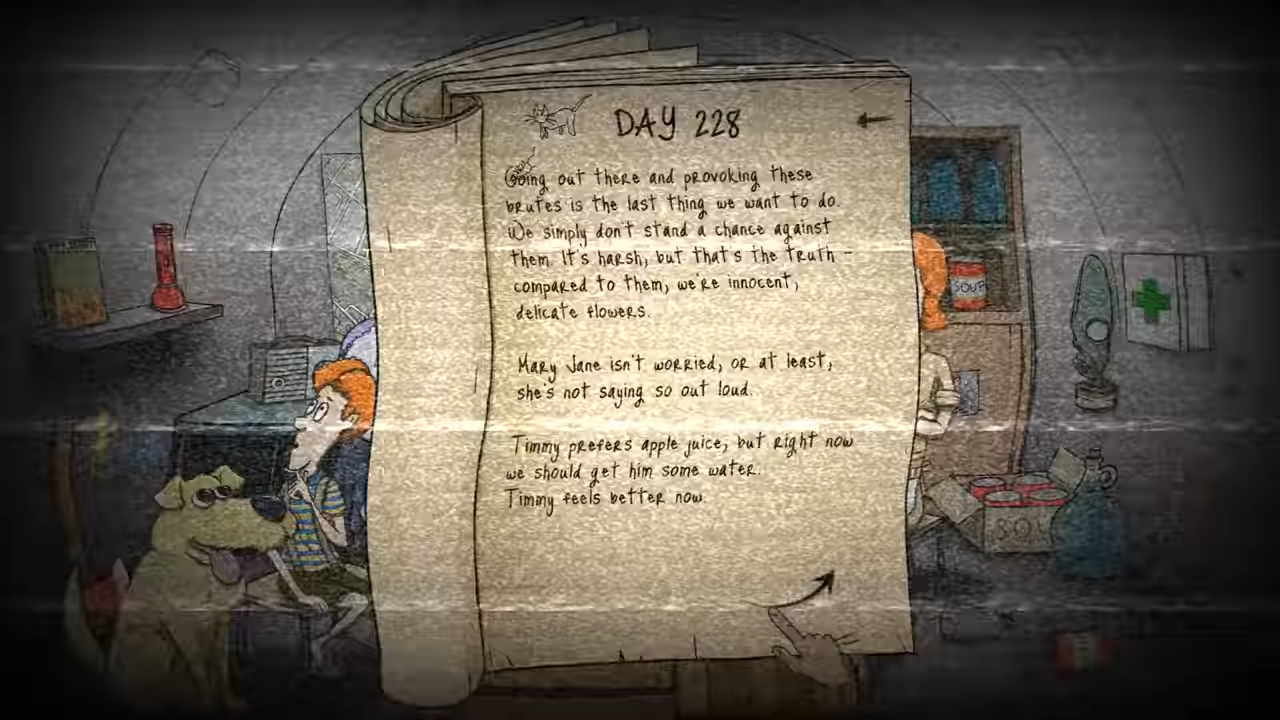 DAY 228
Going out there and provoking these
brutes is the last thing we want to do.
We simply don't stand a chance against
them. It's harsh, but that's the truth -
compared to them, we're innocent,
delicate flowers.
Mary Jane isn't worried, or at least,
she's not saying so out loud.
Timmy prefers apple juice, but right now
we should get him some water.
Timmy feels better now.
SOUP
SOUP